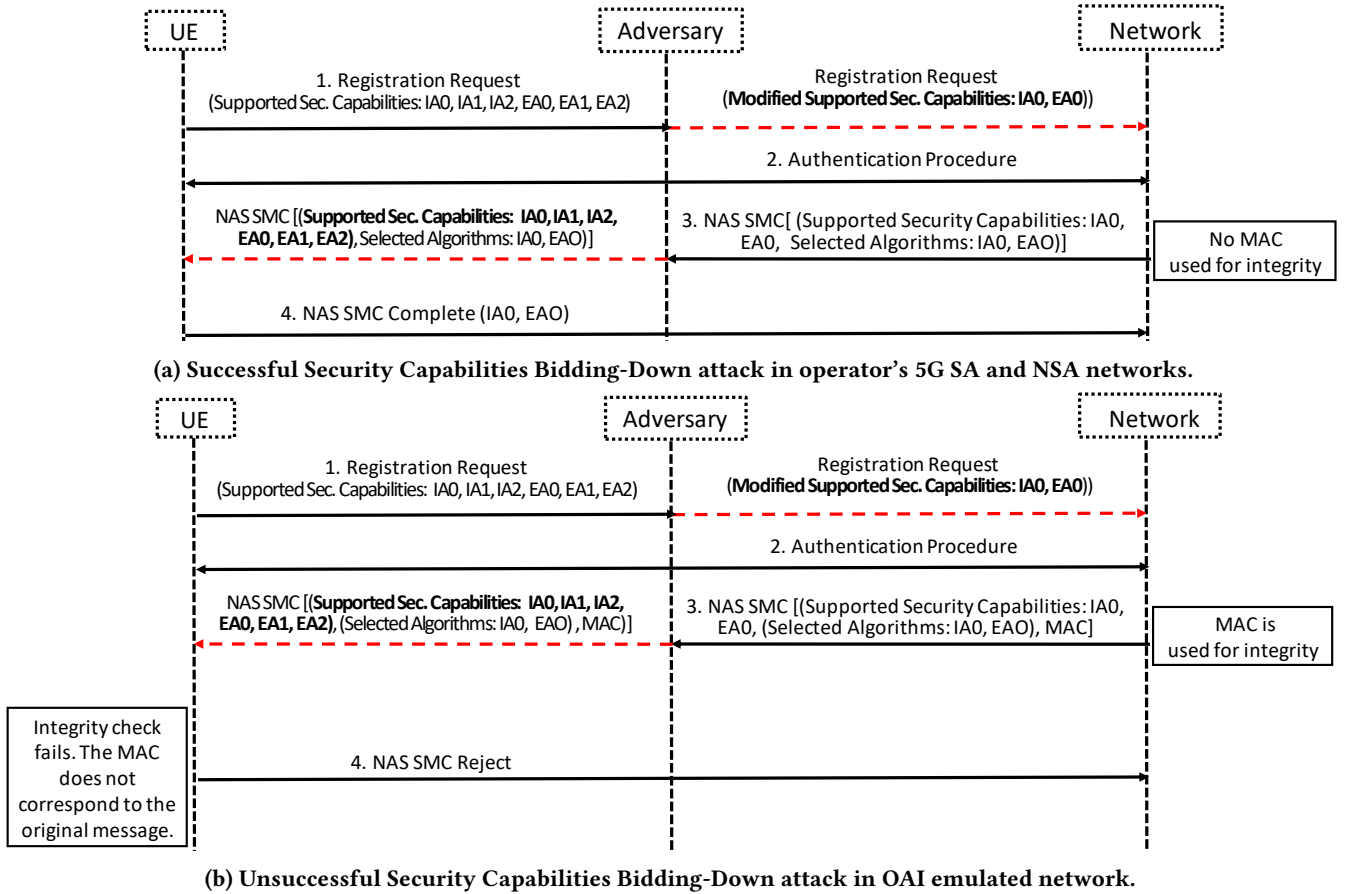 UE
Adversary
Network
1. Registration Request
(Supported Sec. Capabilities: IA0, IA1, IA2, EA0, EA1, EA2)
Registration Request
(Modified Supported Sec. Capabilities: IA0, EA0))
2. Authentication Procedure
NAS SMC [(Supported Sec. Capabilities: IA0, IA1, IA2,
EA0, EA1, EA2), Selected Algorithms: IA0, EAO)]
3. NAS SMC[ (Supported Security Capabilities: IA0,
EA0, Selected Algorithms: IA0, EAO)]
No MAC
used for integrity
4. NAS SMC Complete (IA0, EAO)
(a) Successful Security Capabilities Bidding-Down attack in operator's 5G SA and NSA networks.
UE
Adversary
Network
1. Registration Request
(Supported Sec. Capabilities: IA0, IA1, IA2, EA0, EA1, EA2)
Registration Request
(Modified Supported Sec. Capabilities: IA0, EA0))
2. Authentication Procedure
NAS SMC [(Supported Sec. Capabilities: IA0, IA1, IA2,
EA0, EA1, EA2), (Selected Algorithms: IA0, EAO) , MAC)]
3. NAS SMC [(Supported Security Capabilities: IA0,
EA0, (Selected Algorithms: IA0, EAO), MAC]
MAC is
used for integrity
Integrity check
fails. The MAC
does not
correspond to the
original message.
4. NAS SMC Reject
(b) Unsuccessful Security Capabilities Bidding-Down attack in OAI emulated network.